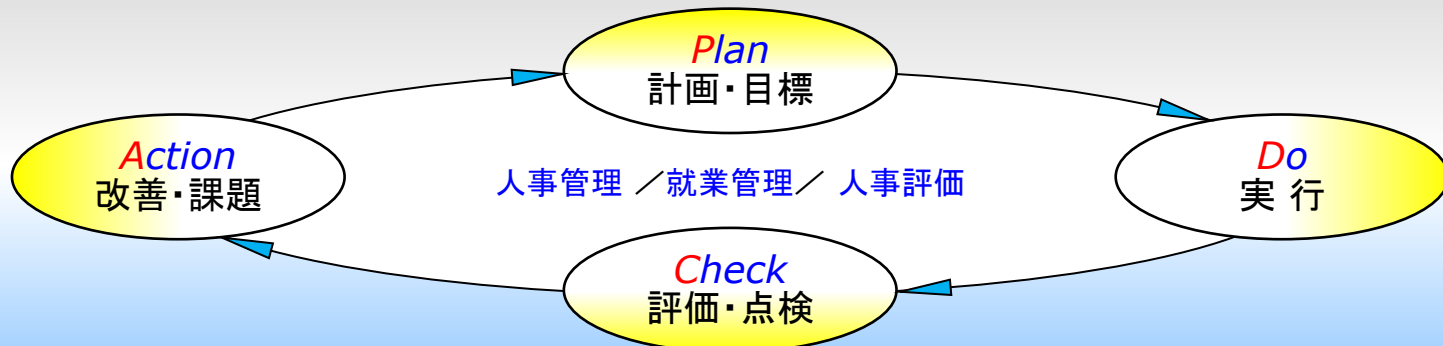 Plan
計画・目標
Action
改善・課題
人事管理 ／就業管理／ 人事評価
Do
実 行
Check
評価・点検